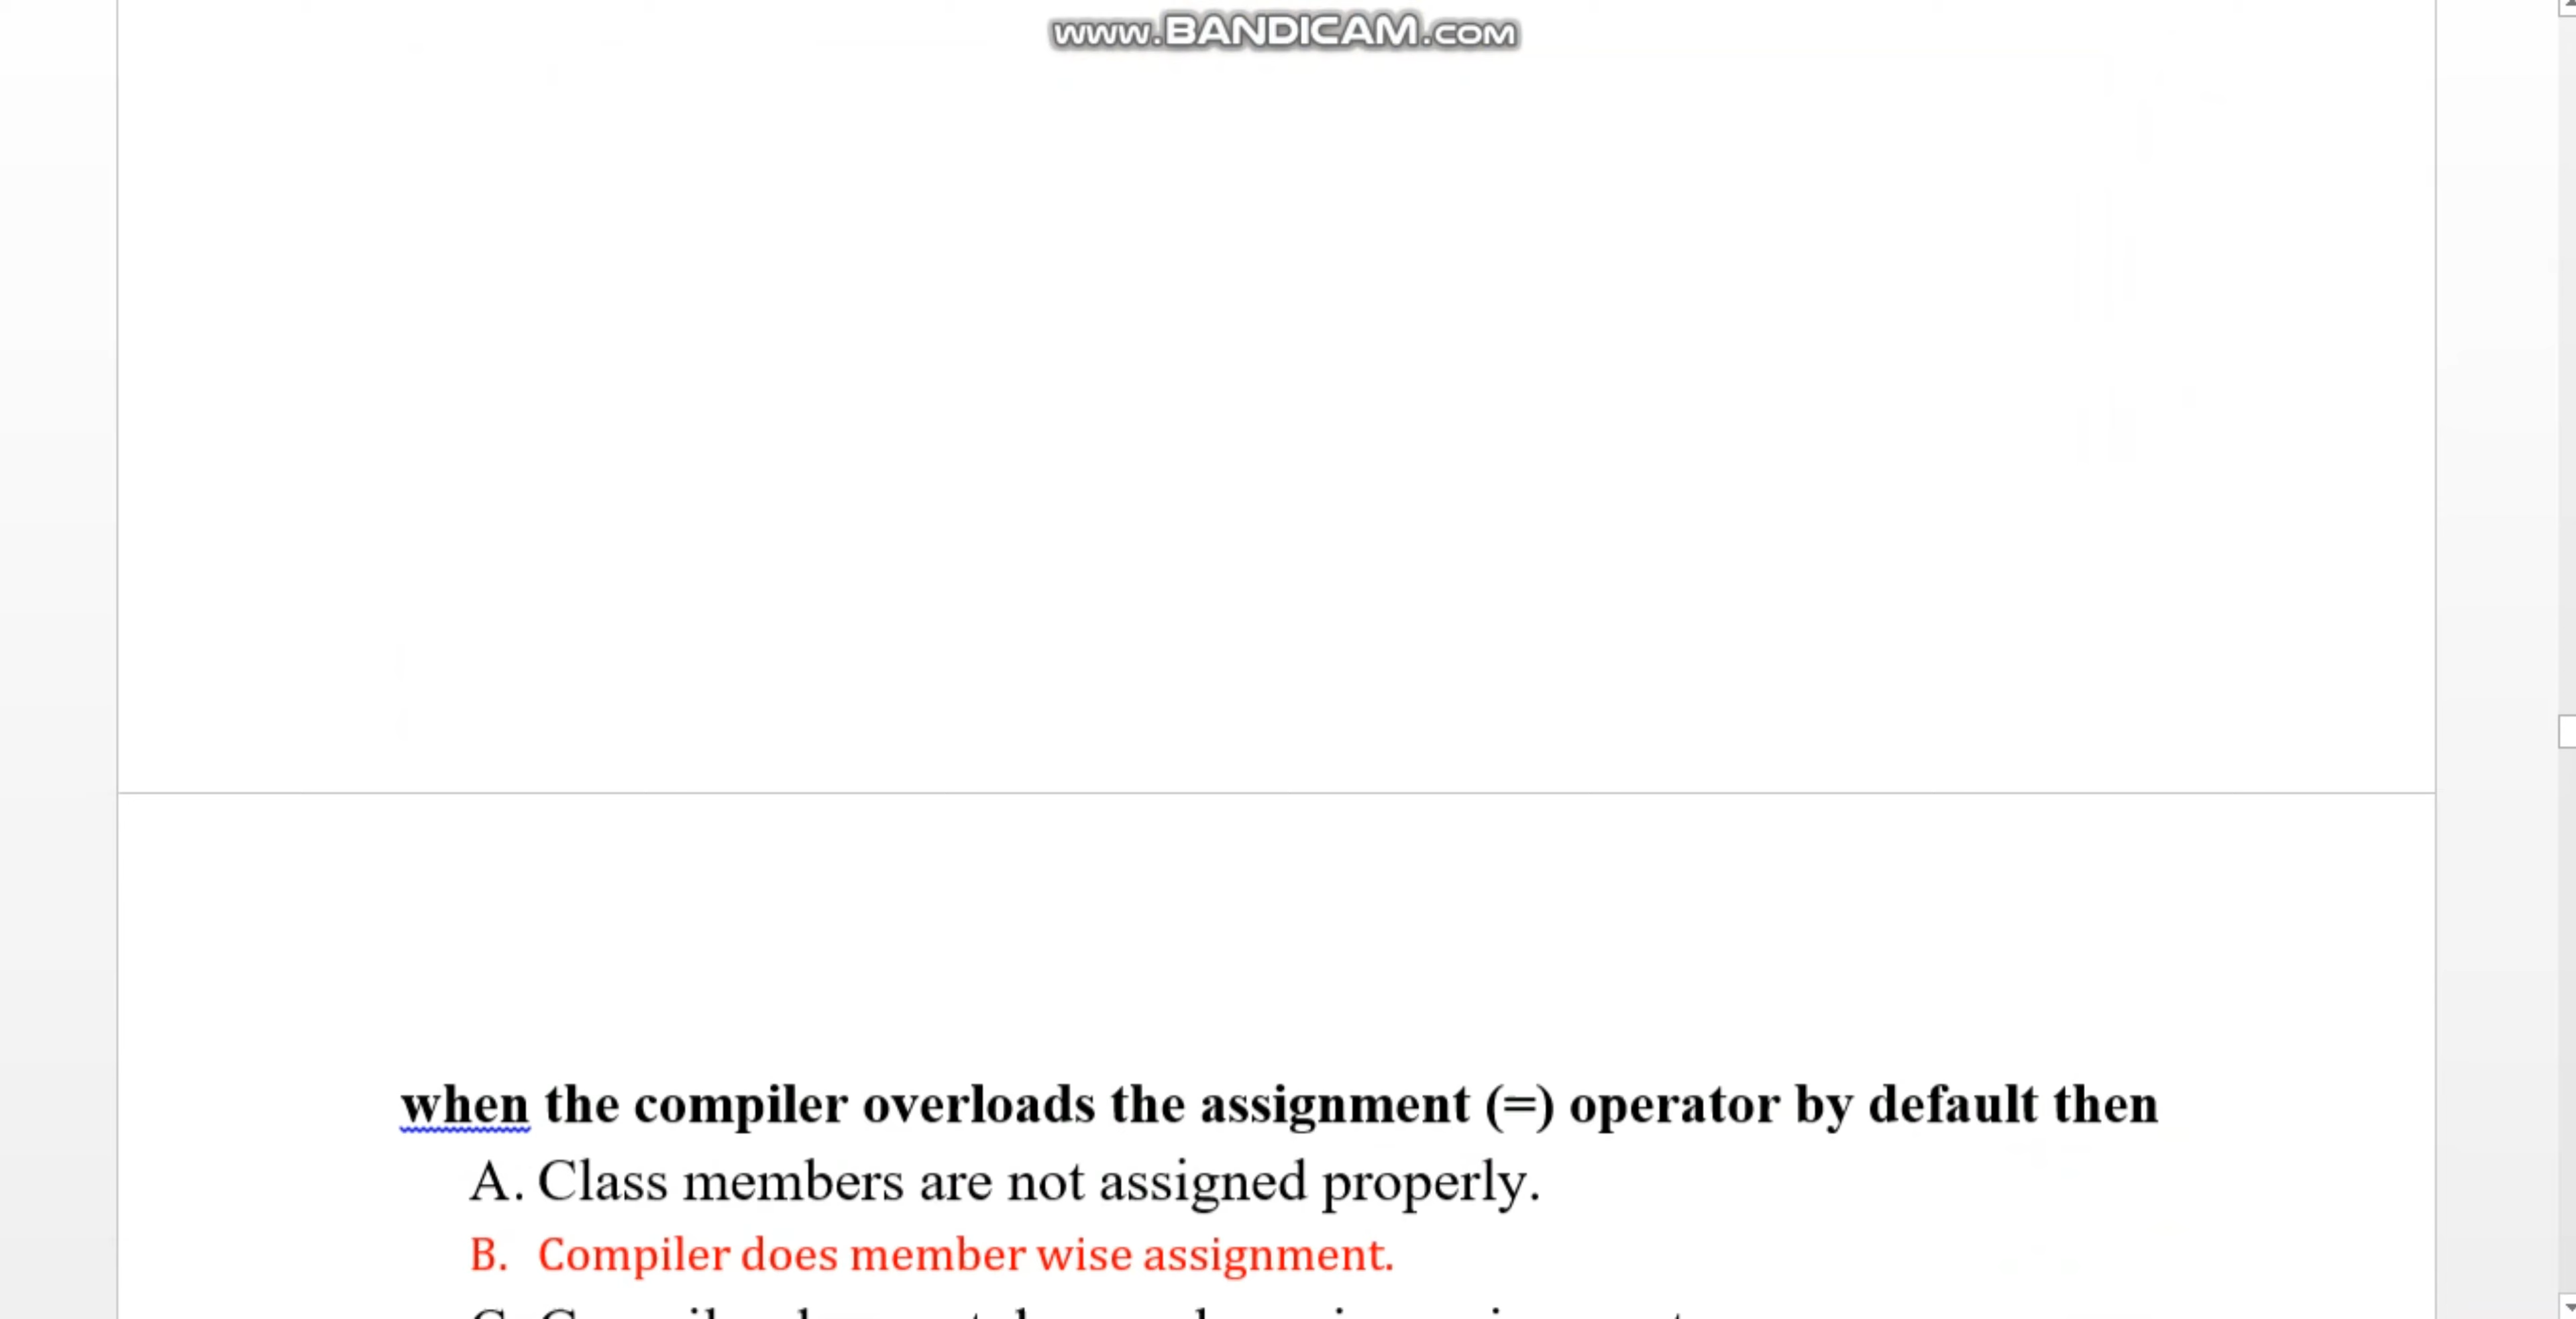 www.BANDICAM.com
when the compiler overloads the assignment (=) operator by default then
A. Class members are not assigned properly.
B. Compiler does member wise assignment.